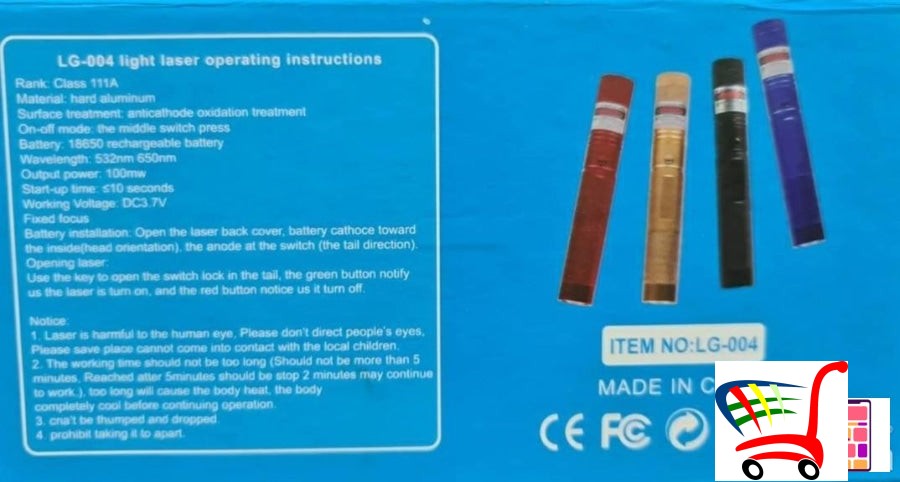 LG-004 light laser operating instructions
Rank: Class 111A
Material: hard aluminum
Surface treatment: anticathode oxidation treatment
On-off mode: the middle switch press
Battery: 18650 rechargeable battery
Wavelength: 532nm 650nm
Output power: 100mw
Start-up time: ≤10 seconds
Working Voltage: DC3.7V
Fixed focus
Battery installation: Open the laser back cover, battery cathoce toward
the inside(head orientation), the anode at the switch (the tail direction).
Opening laser:
Use the key to open the switch lock in the tail, the green button notify
us the laser is turn on, and the red button notice us it turn off.
Notice:
1. Laser is harmful to the human eye, Please don't direct people's eyes,
Please save place cannot come into contact with the local children.
2. The working time should not be too long (Should not be more than 5
minutes, Reached atter 5minutes should be stop 2 minutes may continue
to work.), too long will cause the body heat, the body
completely cool before continuing operation.
3. cna't be thumped and dropped.
4. prohibit taking it to apart.
ITEM NO:LG-004
MADE IN C
CE FC